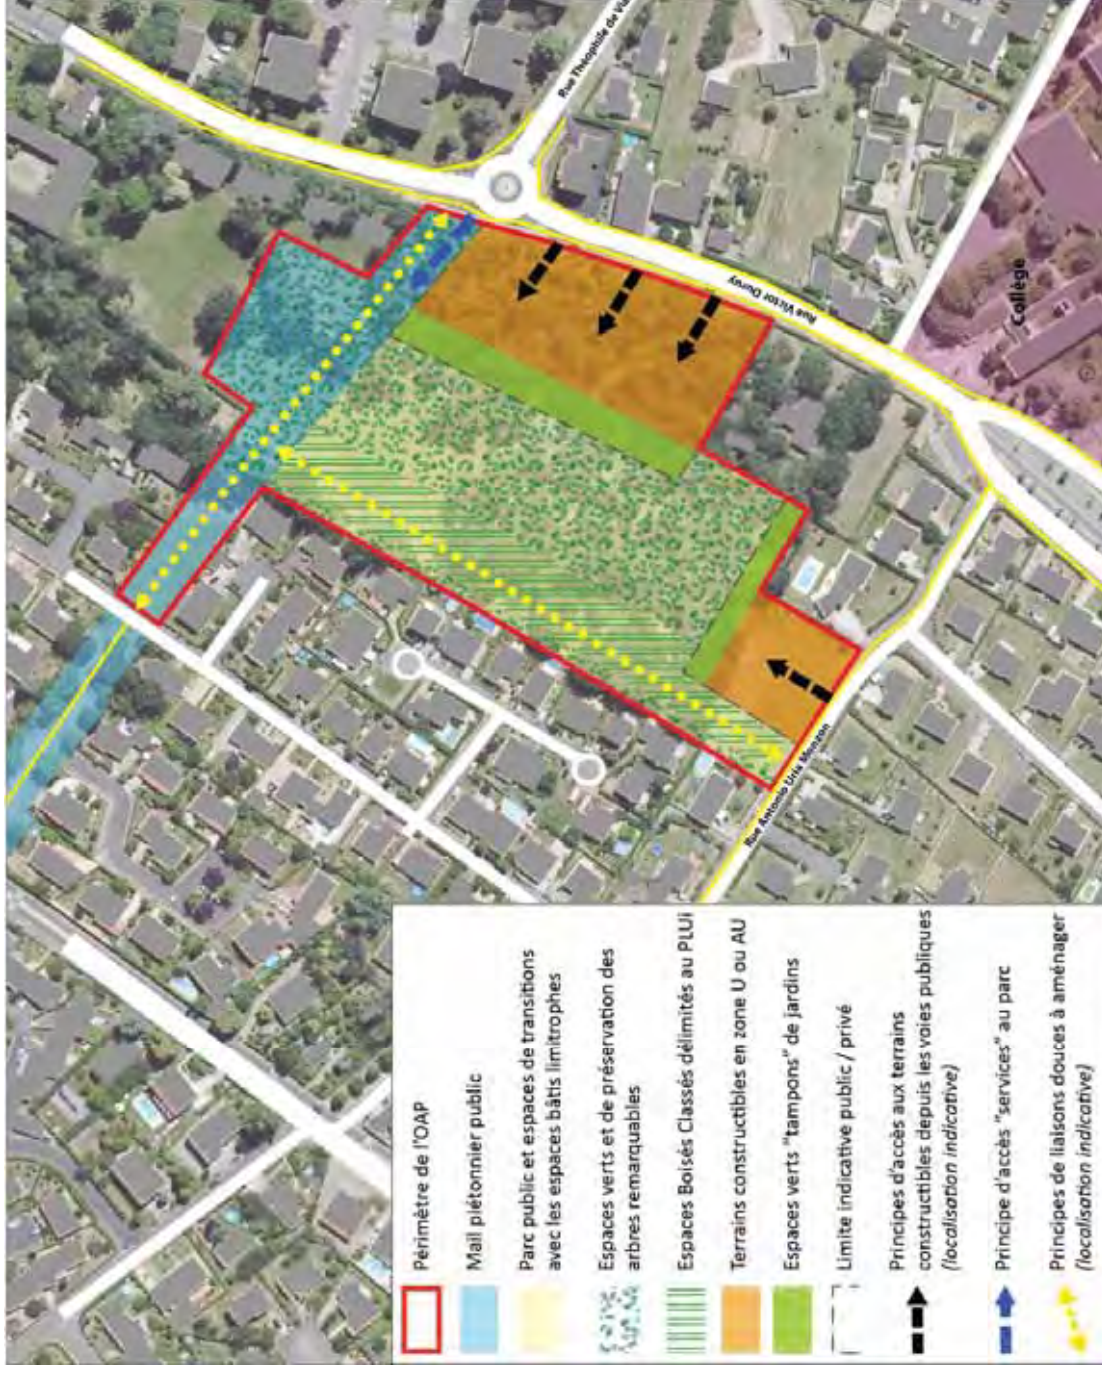 Périmètre de l'OAP
Mail piétonnier public
Parc public et espaces de transitions
avec les espaces bâtis limitrophes
Espaces verts et de préservation des
arbres remarquables
Espaces Boisés Classés délimités au PLUi
Terrains constructibles en zone U ou AU
Espaces verts "tampons" de jardins
Limite indicative public / privé
Principes d'accès aux terrains
constructibles depuis les voies publiques
(localisation indicative)
Principe d'accès "services" au parc
Principes de liaisons douces à aménager
(localisation indicative)
Rue Théophile de
Rue Victor Duruy
Collège
Rue Antonio Uria Monzon